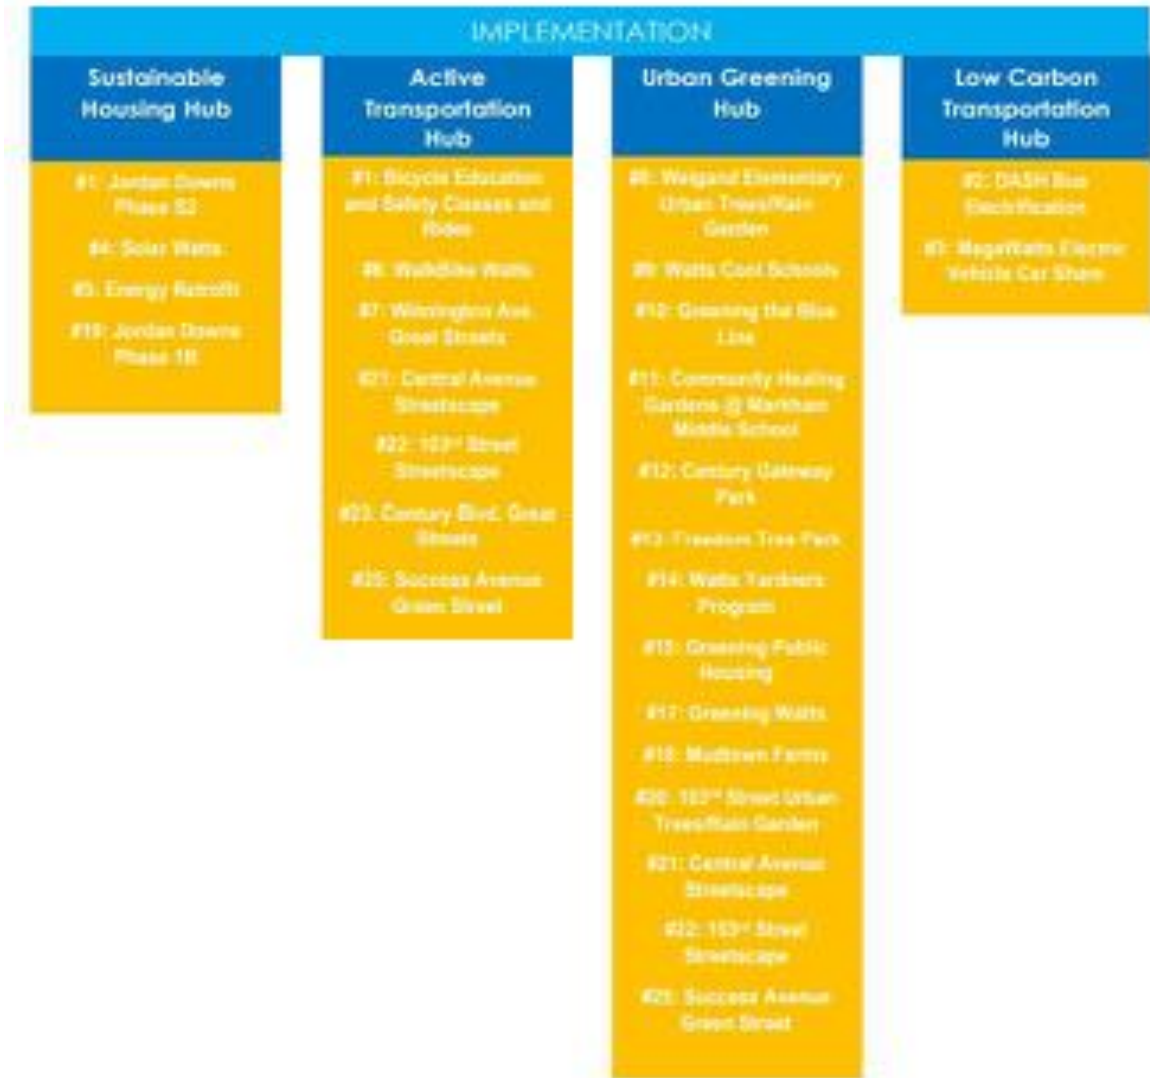 IMPLEMENTATION
Sustainable
Housing Hub
#1: Jordan Downs
Phase S2
#4: Solar Watts
#5: Energy Retrofit
#19: Jordan Downs
Phase 1B
Active
Transportation
Hub
#1: Bicycle Education
and Safety Classes and
Rides
#6: Walk/Bike Watts
#7: Wilmington Ave.
Great Streets
#21: Central Avenue
Streetscape
#22: 103rd Street
Streetscape
#23: Century Blvd. Great
Streets
#25: Success Avenue
Green Street
Urban Greening
Hub
#8: Weigand Elementary
Urban Trees/Rain
Garden
#9: Watts Cool Schools
#10: Greening the Blue
Line
#11: Community Healing
Gardens @ Markham
Middle School
#12: Century Gateway
Park
#13: Freedom Tree Park
#14: Watts Yardners
Program
#15: Greening Public
Housing
#17: Greening Watts
#18: Mudtown Farms
#20: 103rd Street Urban
Trees/Rain Garden
#21: Central Avenue
Streetscape
#22: 103rd Street
Streetscape
#25: Success Avenue
Green Street
Low Carbon
Transportation
Hub
#2: DASH Bus
Electrification
#3: MegaWatts Electric
Vehicle Car Share